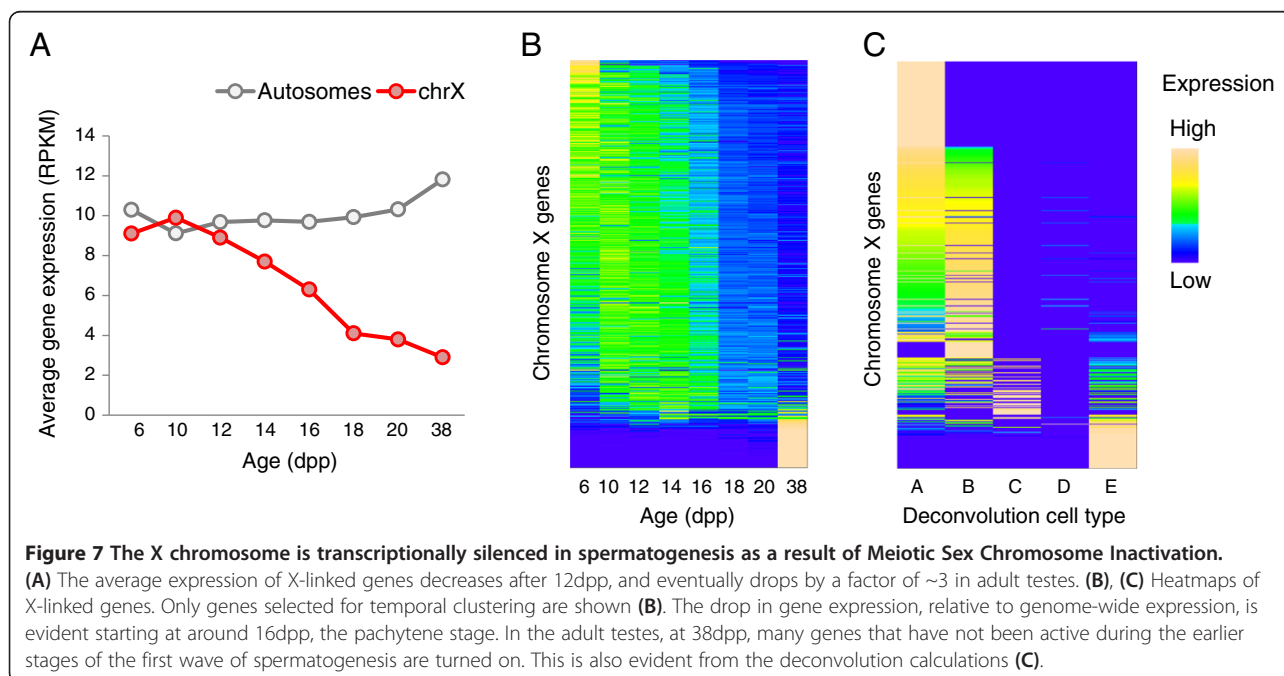 A
Autosomes chrX
Average gene expression (RPKM)
14
12
10
8
6
4
2
0
6 10 12 14 16 18 20 38
Age (dpp)
B
Chromosome X genes
6 10 12 14 16 18 20 38
Age (dpp)
C
Chromosome X genes
A B C D E
Deconvolution cell type
Expression
High
Low
Figure 7 The X chromosome is transcriptionally silenced in spermatogenesis as a result of Meiotic Sex Chromosome Inactivation.
(A) The average expression of X-linked genes decreases after 12dpp, and eventually drops by a factor of ~3 in adult testes. (B), (C) Heatmaps of
X-linked genes. Only genes selected for temporal clustering are shown (B). The drop in gene expression, relative to genome-wide expression, is
evident starting at around 16dpp, the pachytene stage. In the adult testes, at 38dpp, many genes that have not been active during the earlier
stages of the first wave of spermatogenesis are turned on. This is also evident from the deconvolution calculations (C).